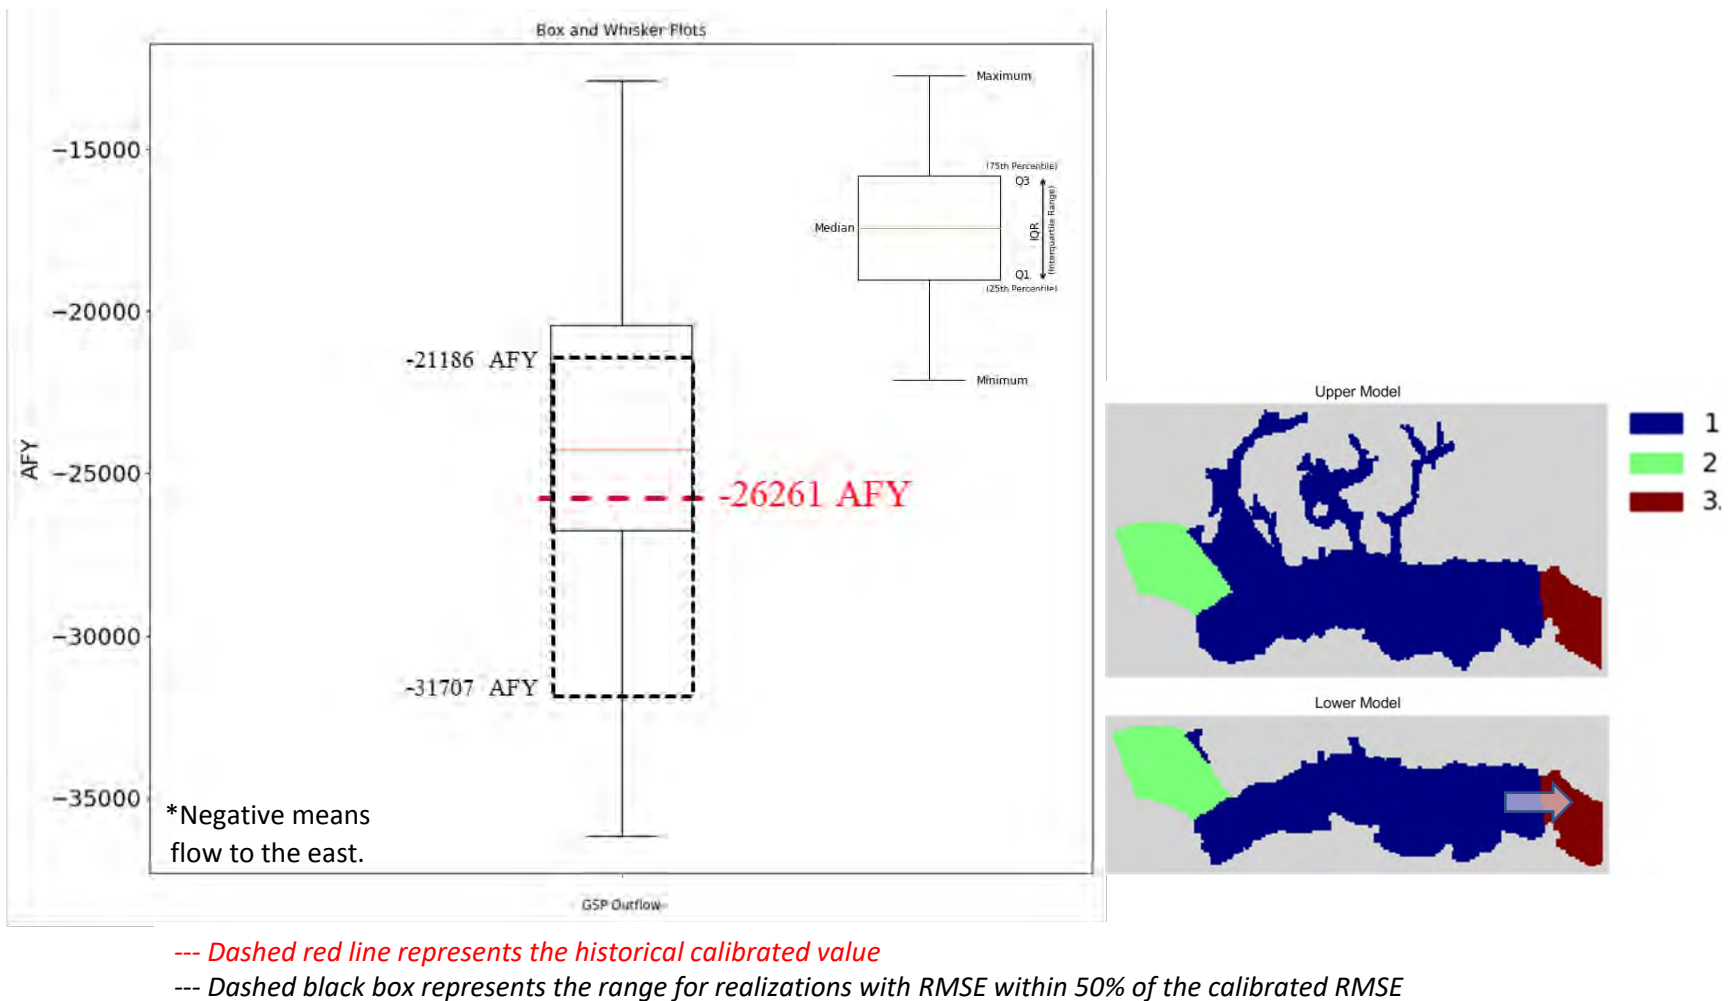 Box and Whisker Plots
Maximum
(75th Percentile)
Q3
Median
IQR
(Interquartile Range)
Q1
(25th Percentile)
Minimum
AFY
−15000
−20000
−25000
−30000
−35000
-21186 AFY
-26261 AFY
-31707 AFY
*Negative means
flow to the east.
GSP Outflow
Upper Model
1
2
3.
Lower Model
--- Dashed red line represents the historical calibrated value
--- Dashed black box represents the range for realizations with RMSE within 50% of the calibrated RMSE